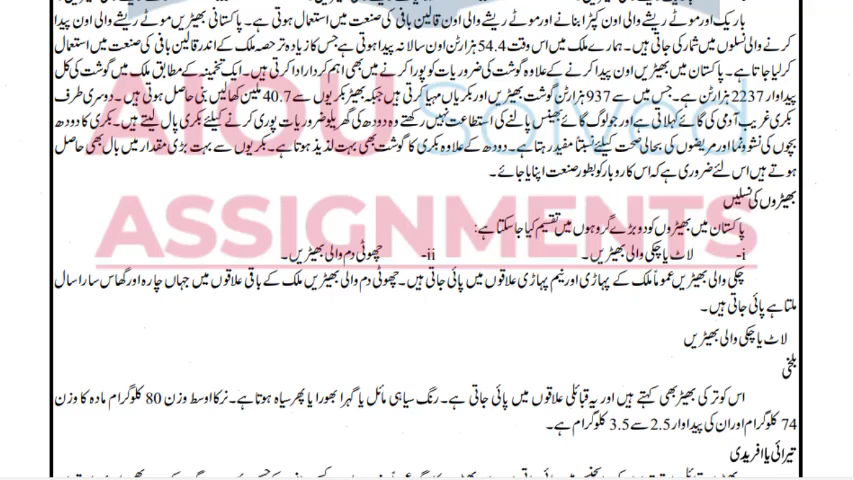 باریک اور موٹے ریشے والی اون کپڑا بنانے اور موٹے ریشے والی اون قالین بافی کی صنعت میں استعمال ہوتی ہے۔ پاکستانی بھیڑیں موٹے ریشے والی اون پیدا
کرنے والی نسلوں میں شمار کی جاتی ہیں۔ ہمارے ملک میں اس وقت 54.4 ہزار ٹن اون سالانہ پیدا ہوتی ہے جس کا زیادہ تر حصہ ملک کے اندر قالین بافی کی صنعت میں استعمال
کر لیا جاتا ہے۔ پاکستان میں بھیڑیں اون پیدا کرنے کے علاوہ گوشت کی ضروریات کو پورا کرنے میں بھی اہم کردار ادا کرتی ہیں۔ ایک تخمینہ کے مطابق ملک میں گوشت کی کل
پیداوار 2237 ہزار ٹن ہے۔ جس میں سے 937 ہزار ٹن گوشت بھیڑیں اور بکریاں مہیا کرتی ہیں جبکہ بھیڑ بکریوں سے 40.7 ملین کھالیں بنی حاصل ہوتی ہیں۔ دوسری طرف
بکری غریب آدمی کی گائے کہلاتی ہے اور جو لوگ گائے بھینس پالنے کی استطاعت نہیں رکھتے وہ دودھ کی گھریلو ضروریات پوری کرنے کیلئے بکری پال لیتے ہیں۔ بکری کا دودھ
بچوں کی نشوونما اور مریضوں کی بحالی صحت کیلئے نسبتاً مفید رہتا ہے۔ دودھ کے علاوہ بکری کا گوشت بھی بہت لذیذ ہوتا ہے۔ بکریوں سے بہت بڑی مقدار میں بال بھی حاصل
ہوتے ہیں اس لئے ضروری ہے کہ اس کاروبار کو بطور صنعت اپنایا جائے۔
بھیڑوں کی نسلیں
پاکستان میں بھیڑوں کو دو بڑے گروہوں میں تقسیم کیا جا سکتا ہے:
i- لاٹ یا چکی والی بھیڑیں۔ ii- چھوٹی دم والی بھیڑیں۔
چکی والی بھیڑیں عموماً ملک کے پہاڑی اور نیم پہاڑی علاقوں میں پائی جاتی ہیں۔ چھوٹی دم والی بھیڑیں ملک کے باقی علاقوں میں جہاں چارہ اور گھاس سارا سال
ملتا ہے پائی جاتی ہیں۔
لاٹ یا چکی والی بھیڑیں
بلخی
اس کو ترکی بھیڑ بھی کہتے ہیں اور یہ قبائلی علاقوں میں پائی جاتی ہے۔ رنگ سیاہی مائل یا گہرا بھورا یا پھر سیاہ ہوتا ہے۔ نر کا اوسط وزن 80 کلوگرام مادہ کا وزن
74 کلوگرام اور ان کی پیداوار 2.5 سے 3.5 کلوگرام ہے۔
تیرائی یا آفریدی
AIOU Solved
ASSIGNMENTS